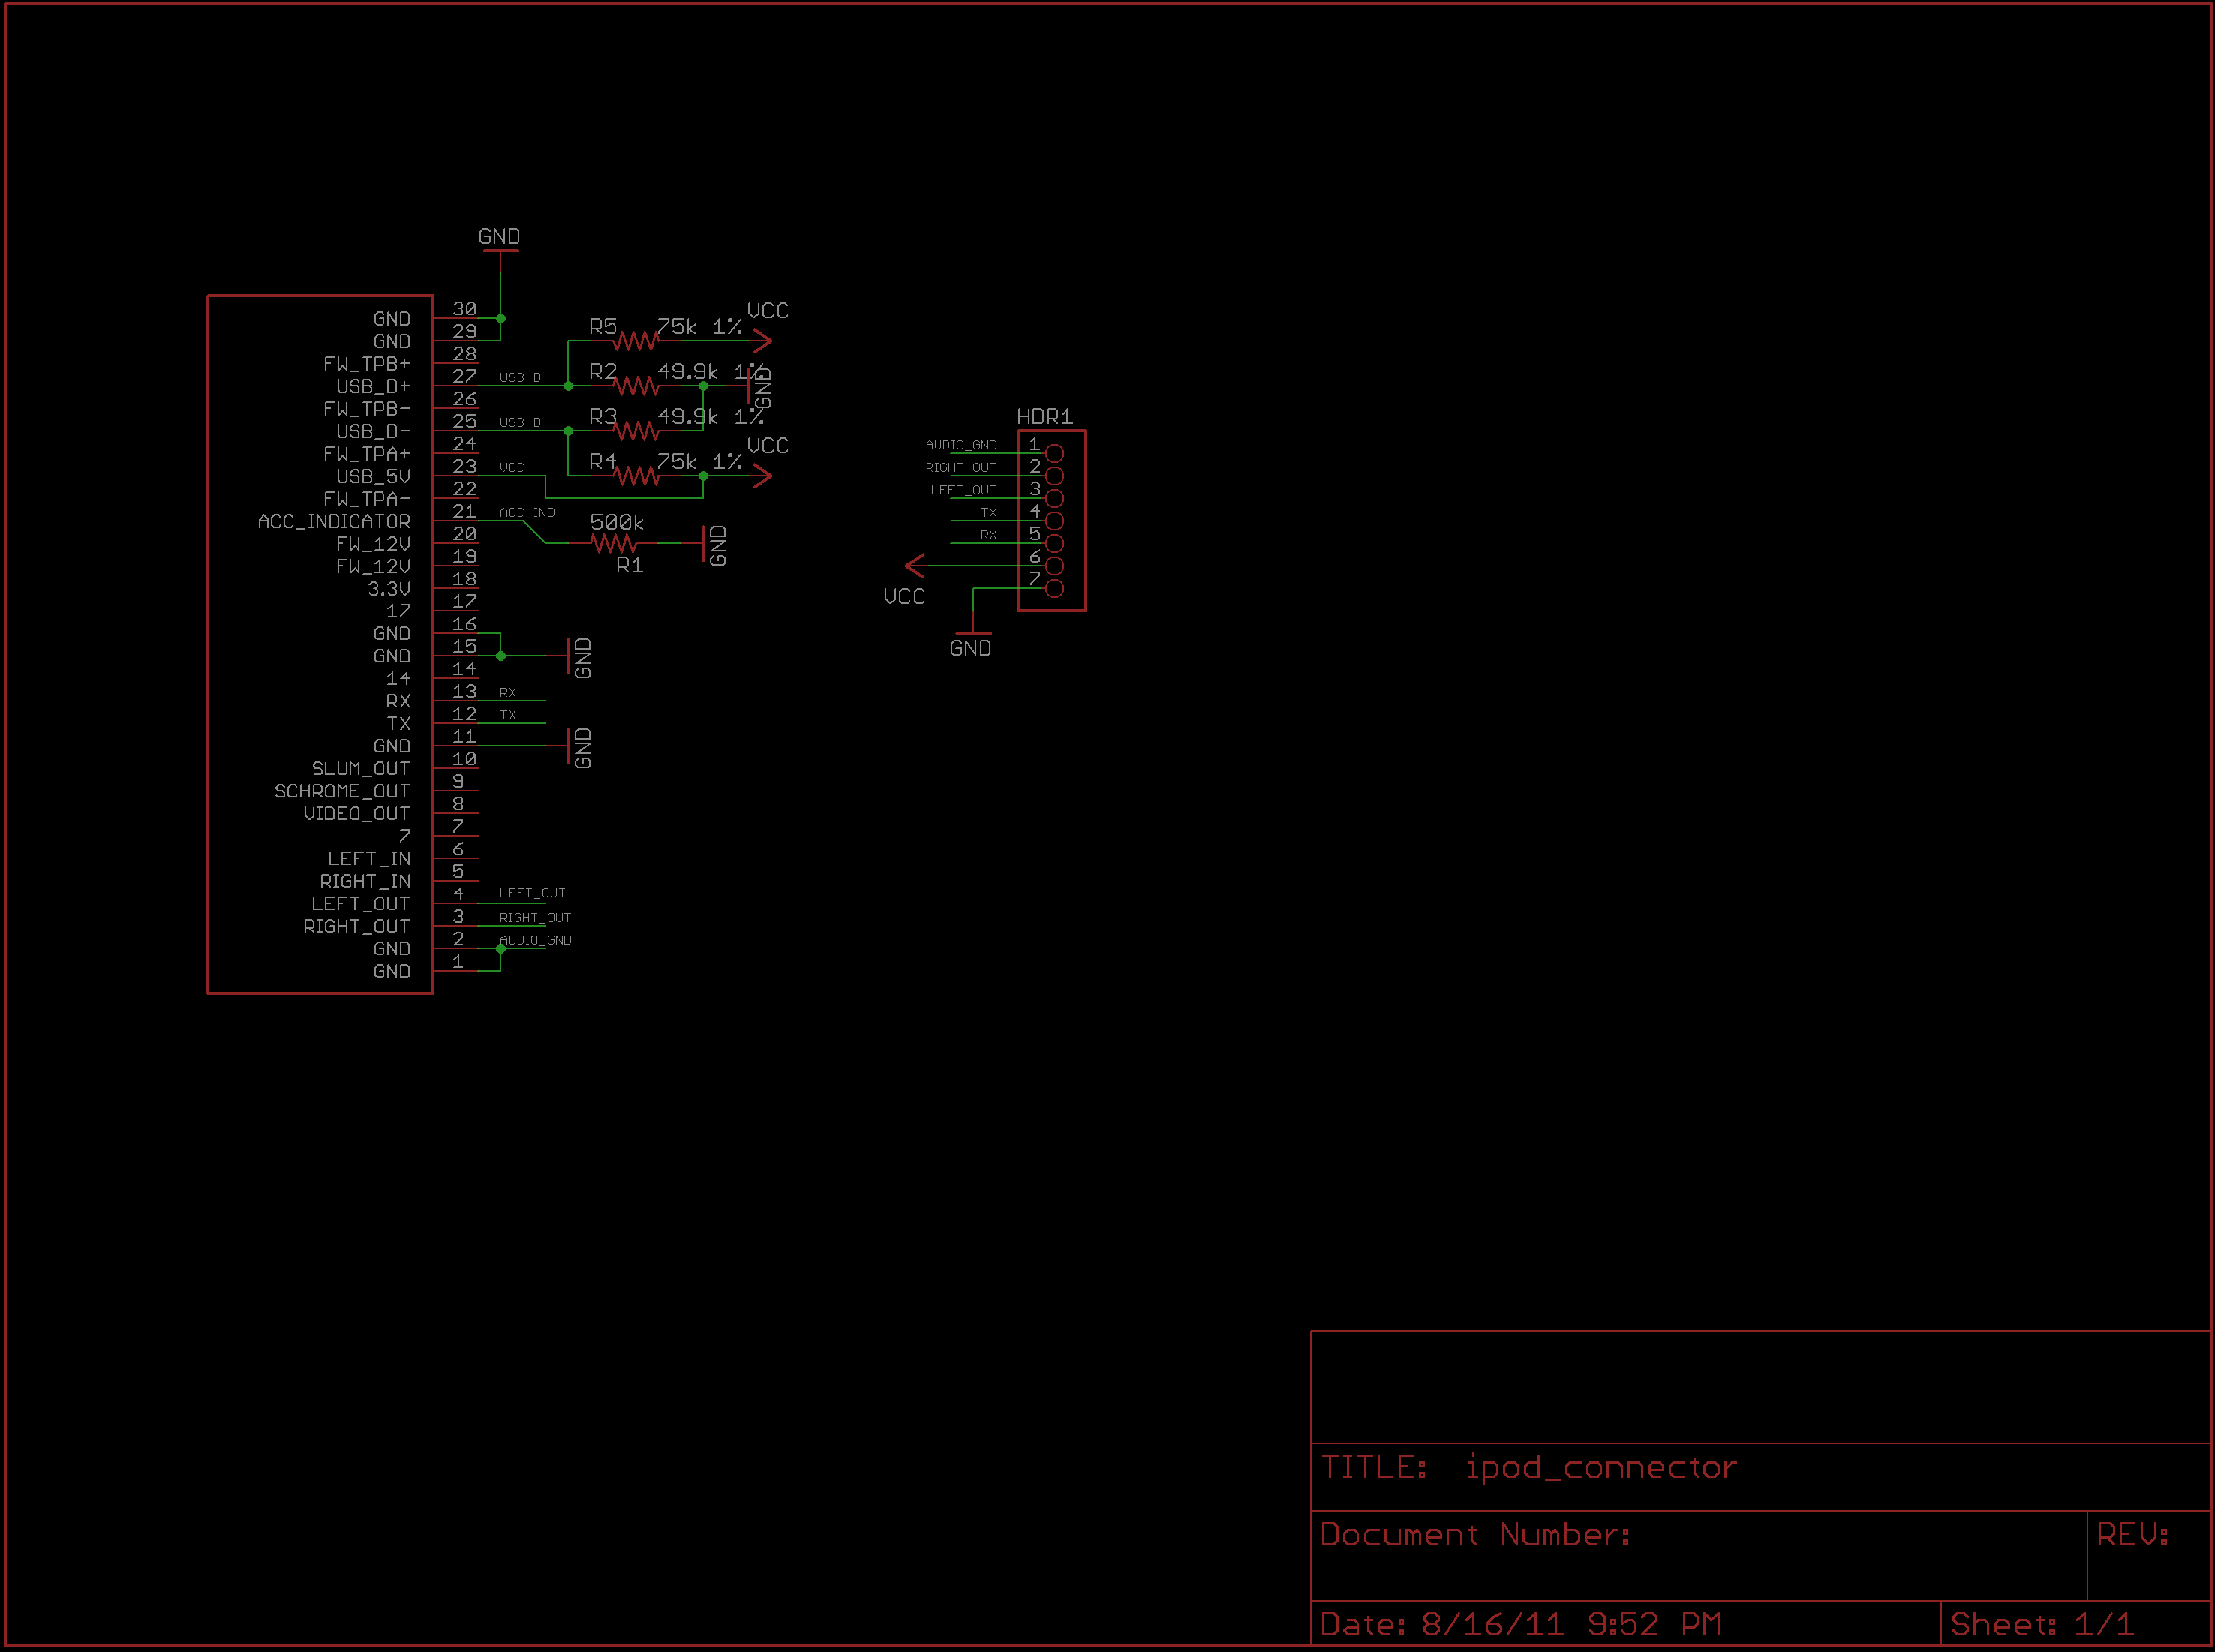 GND
GND 30
GND 29
FW_TPB+ 28
USB_D+ 27 USB_D+
FW_TPB- 26
USB_D- 25 USB_D-
FW_TPA+ 24
USB_5V 23 VCC
FW_TPA- 22
ACC_INDICATOR 21 ACC_IND
FW_12V 20
FW_12V 19
3.3V 18
17 17
GND 16
GND 15 GND
14 14
RX 13 RX
TX 12 TX
GND 11 GND
SLUM_OUT 10
SCHROME_OUT 9
VIDEO_OUT 8
7 7
LEFT_IN 6
RIGHT_IN 5
LEFT_OUT 4 LEFT_OUT
RIGHT_OUT 3 RIGHT_OUT
GND 2 AUDIO_GND
GND 1
R5 75k 1% VCC
R2 49.9k 1% GND
R3 49.9k 1%
R4 75k 1% VCC
500k
R1 GND
HDR1
AUDIO_GND 1
RIGHT_OUT 2
LEFT_OUT 3
TX 4
RX 5
6
VCC
7
GND
TITLE: ipod_connector
Document Number:
REV:
Date: 8/16/11 9:52 PM
Sheet: 1/1